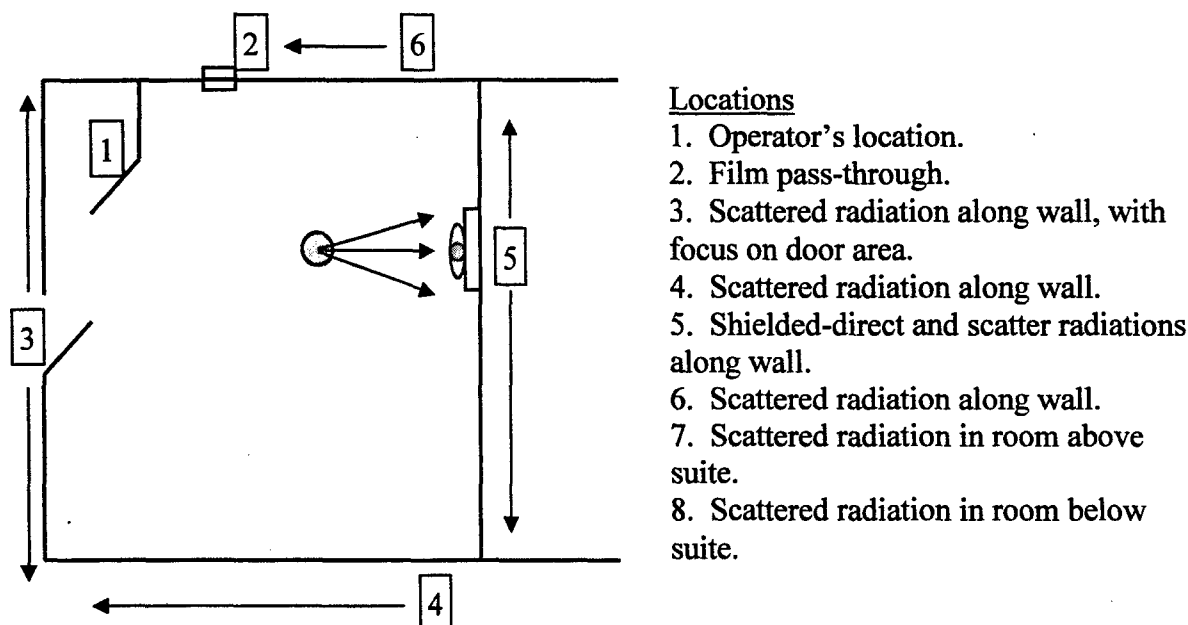 2
6
1
3
5
4
Locations
1. Operator's location.
2. Film pass-through.
3. Scattered radiation along wall, with
focus on door area.
4. Scattered radiation along wall.
5. Shielded-direct and scatter radiations
along wall.
6. Scattered radiation along wall.
7. Scattered radiation in room above
suite.
8. Scattered radiation in room below
suite.